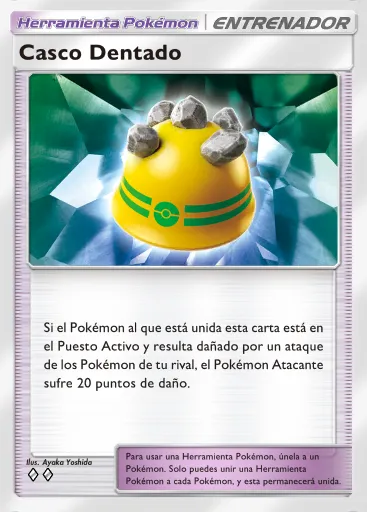 Herramienta Pokémon ENTRENADOR
Casco Dentado
Si el Pokémon al que está unida esta carta está en
el Puesto Activo y resulta dañado por un ataque
de los Pokémon de tu rival, el Pokémon Atacante
sufre 20 puntos de daño.
Ilus. Ayaka Yoshida
Para usar una Herramienta Pokémon, únela a un
Pokémon. Solo puedes unir una Herramienta
Pokémon a cada Pokémon, y esta permanecerá unida.